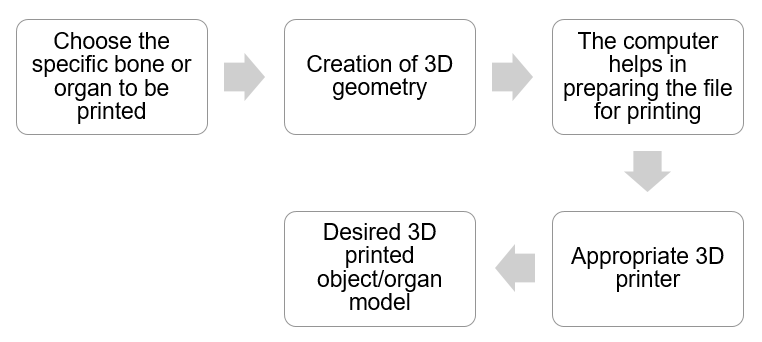 Choose the
specific bone or
organ to be
printed
Creation of 3D
geometry
The computer
helps in
preparing the file
for printing
Appropriate 3D
printer
Desired 3D
printed
object/organ
model